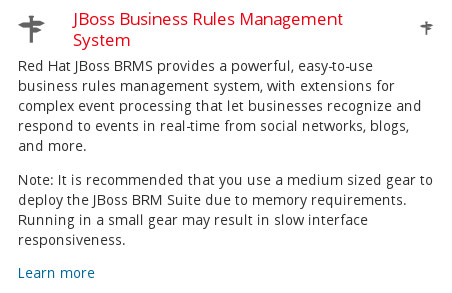 JBoss Business Rules Management
System
Red Hat JBoss BRMS provides a powerful, easy-to-use
business rules management system, with extensions for
complex event processing that let businesses recognize and
respond to events in real-time from social networks, blogs,
and more.
Note: It is recommended that you use a medium sized gear to
deploy the JBoss BRM Suite due to memory requirements.
Running in a small gear may result in slow interface
responsiveness.
Learn more